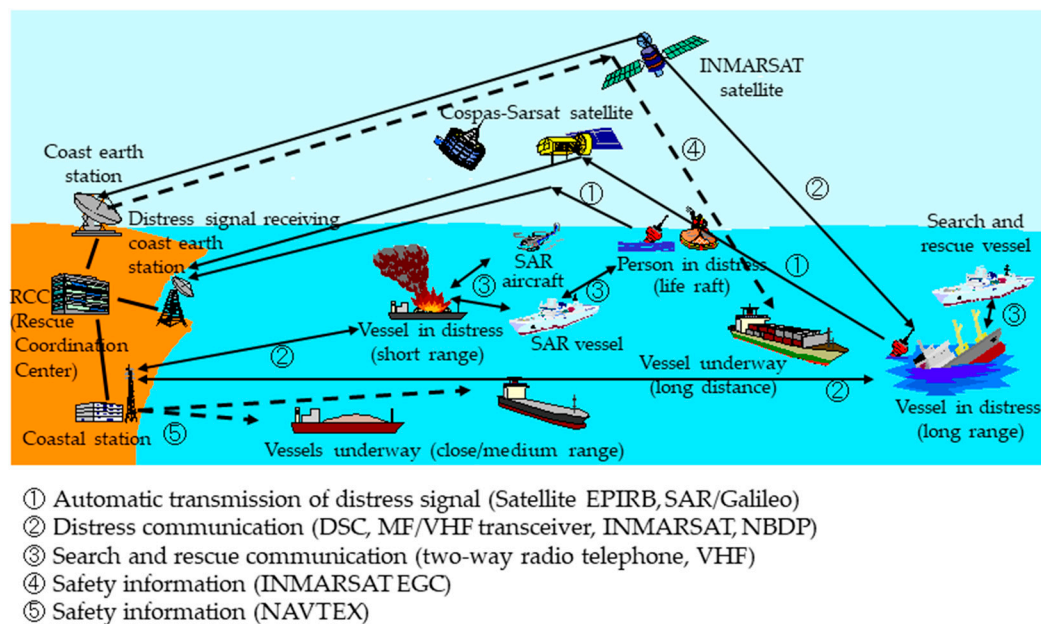 INMARSAT
satellite
Cospas-Sarsat satellite
④
Coast earth
station
①
②
Distress signal receiving
coast earth
station
Search and
rescue vessel
SAR
aircraft
Person in distress
(life raft)
①
RCC
(Rescue
Coordination
Center)
③
③
③
Vessel in distress
(short range)
SAR vessel
②
Vessel underway
(long distance)
②
Vessel in distress
(long range)
Coastal station
⑤
Vessels underway (close/medium range)
① Automatic transmission of distress signal (Satellite EPIRB, SAR/Galileo)
② Distress communication (DSC, MF/VHF transceiver, INMARSAT, NBDP)
③ Search and rescue communication (two-way radio telephone, VHF)
④ Safety information (INMARSAT EGC)
⑤ Safety information (NAVTEX)